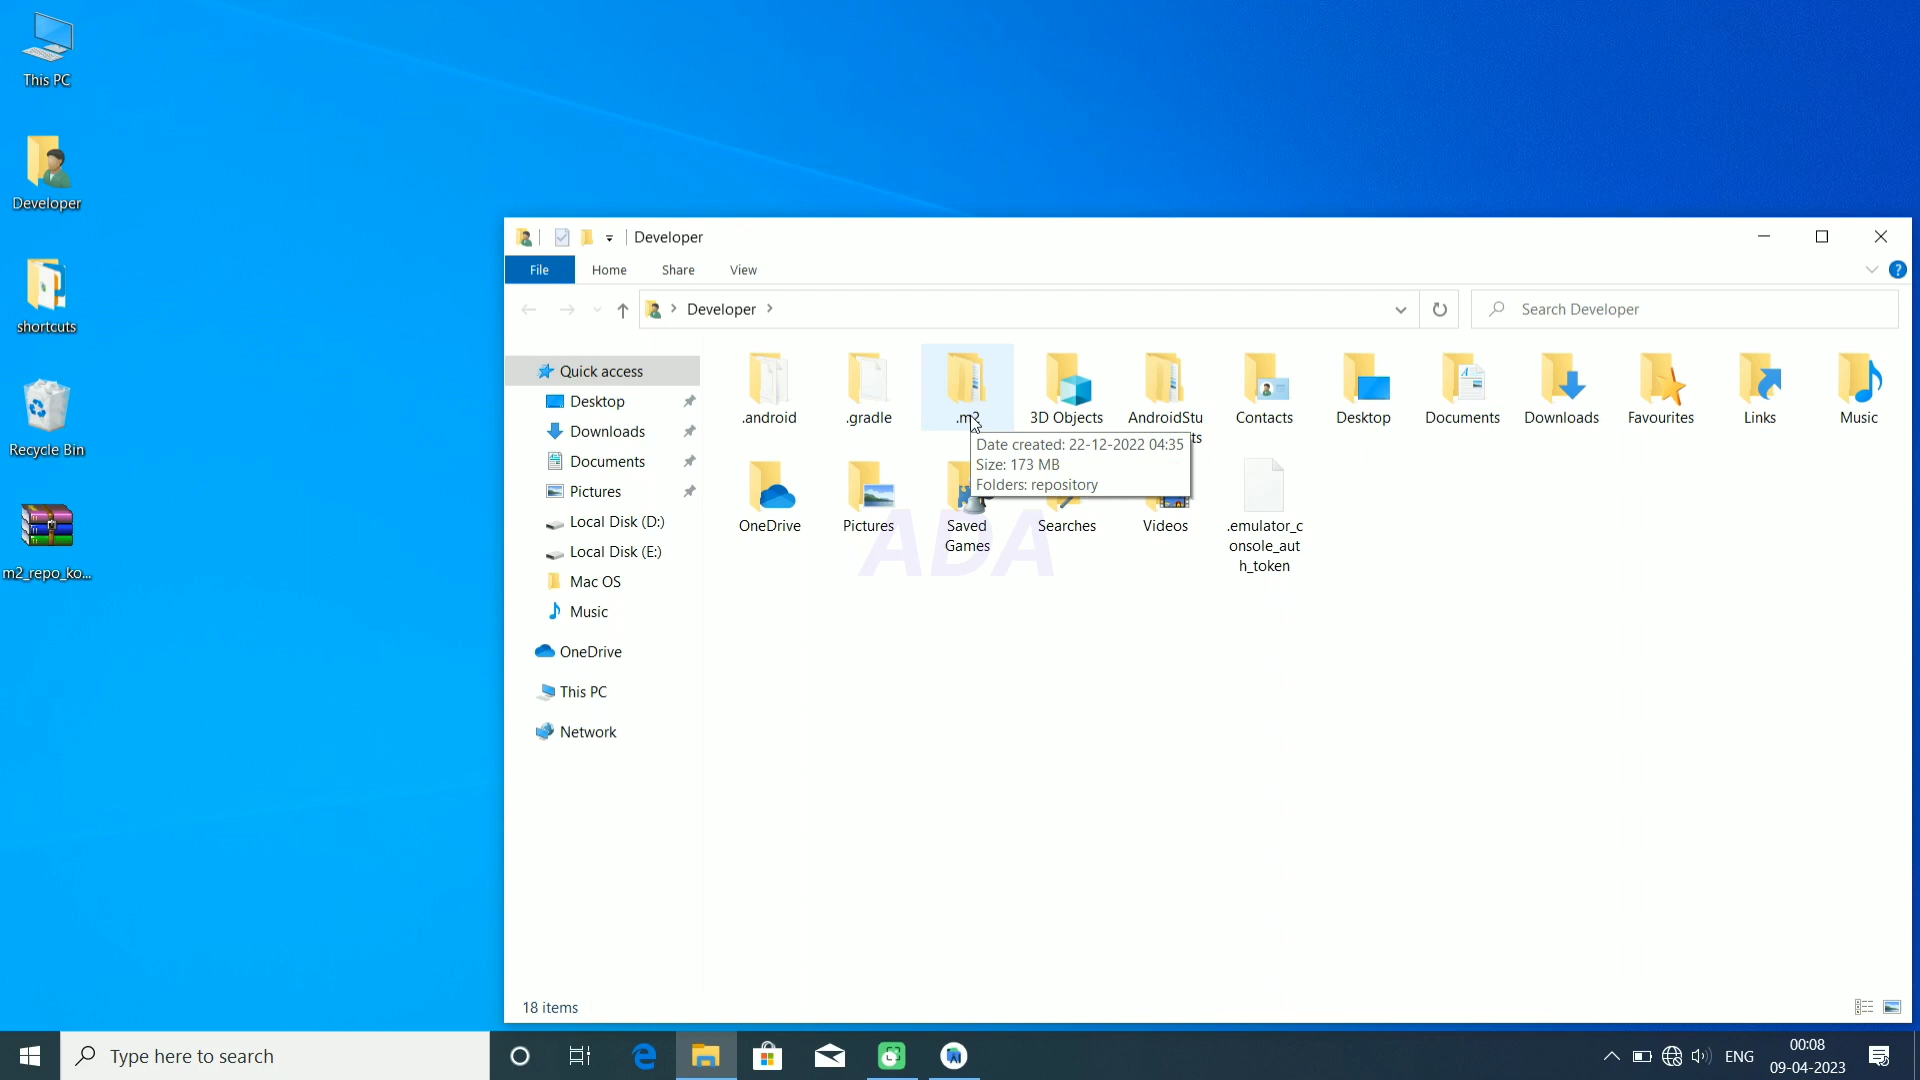 This PC
Developer
shortcuts
Recycle Bin
m2_repo_ko...
Developer
File
Home
Share
View
Developer
Search Developer
Quick access
Desktop
Downloads
Documents
Pictures
Local Disk (D:)
Local Disk (E:)
Mac OS
Music
OneDrive
This PC
Network
.android
.gradle
.m2
3D Objects
AndroidStu
ts
Contacts
Desktop
Documents
Downloads
Favourites
Links
Music
Date created: 22-12-2022 04:35
Size: 173 MB
Folders: repository
OneDrive
Pictures
Saved
Games
Searches
Videos
.emulator_c
onsole_aut
h_token
ADA
18 items
Type here to search
ENG
00:08
09-04-2023